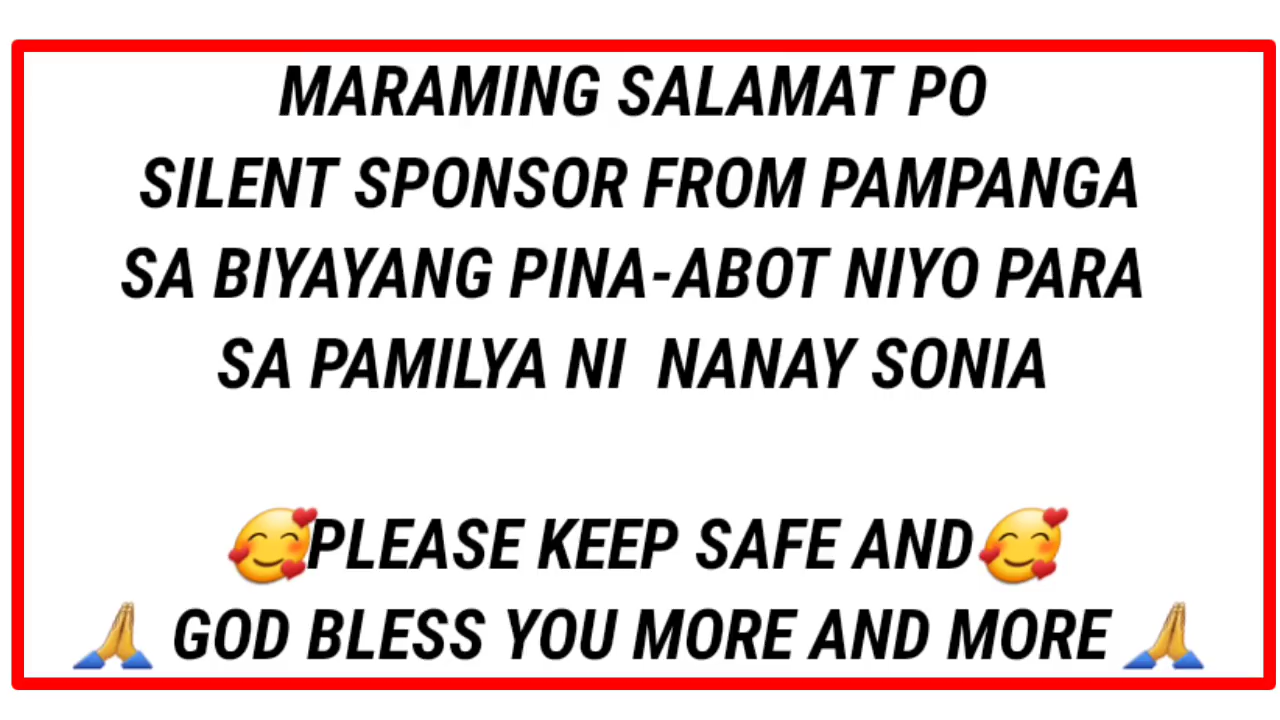 MARAMING SALAMAT PO
SILENT SPONSOR FROM PAMPANGA
SA BIYAYANG PINA-ABOT NIYO PARA
SA PAMILYA NI  NANAY SONIA
🥰PLEASE KEEP SAFE AND🥰
🙏 GOD BLESS YOU MORE AND MORE 🙏